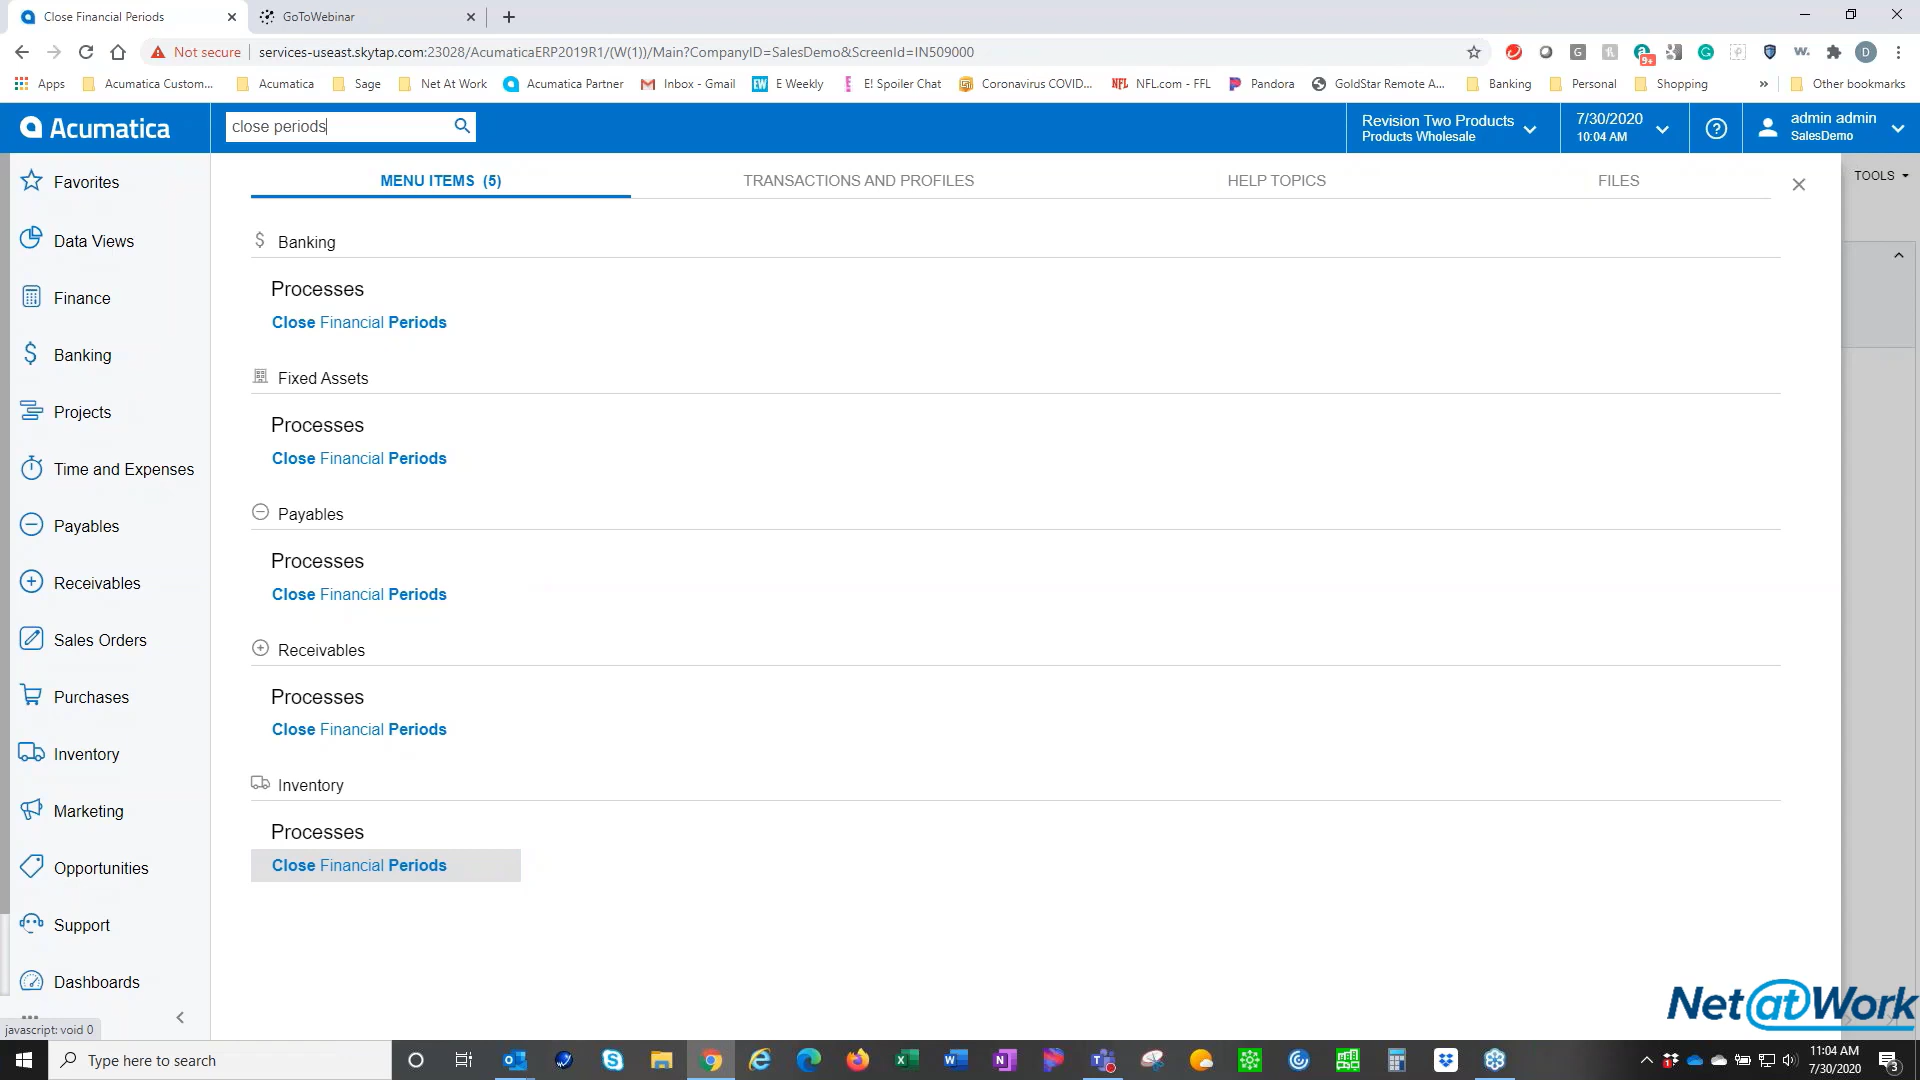 Close Financial Periods
GoToWebinar
Not secure
services-useast.skytap.com:23028/AcumaticaERP2019R1/(W(1))/Main?CompanyID=SalesDemo&ScreenId=IN509000
Apps
Acumatica Custom...
Acumatica
Sage
Net At Work
Acumatica Partner
Inbox - Gmail
E Weekly
E! Spoiler Chat
Coronavirus COVID...
NFL.com - FFL
Pandora
GoldStar Remote A...
Banking
Personal
Shopping
Other bookmarks
Acumatica
close periods
Revision Two Products
Products Wholesale
7/30/2020
10:04 AM
admin admin
SalesDemo
TOOLS
Favorites
Data Views
Finance
Banking
Projects
Time and Expenses
Payables
Receivables
Sales Orders
Purchases
Inventory
Marketing
Opportunities
Support
Dashboards
javascript: void 0
MENU ITEMS (5)
TRANSACTIONS AND PROFILES
HELP TOPICS
FILES
Banking
Processes
Close Financial Periods
Fixed Assets
Processes
Close Financial Periods
Payables
Processes
Close Financial Periods
Receivables
Processes
Close Financial Periods
Inventory
Processes
Close Financial Periods
Net at Work
Type here to search
11:04 AM
7/30/2020
3